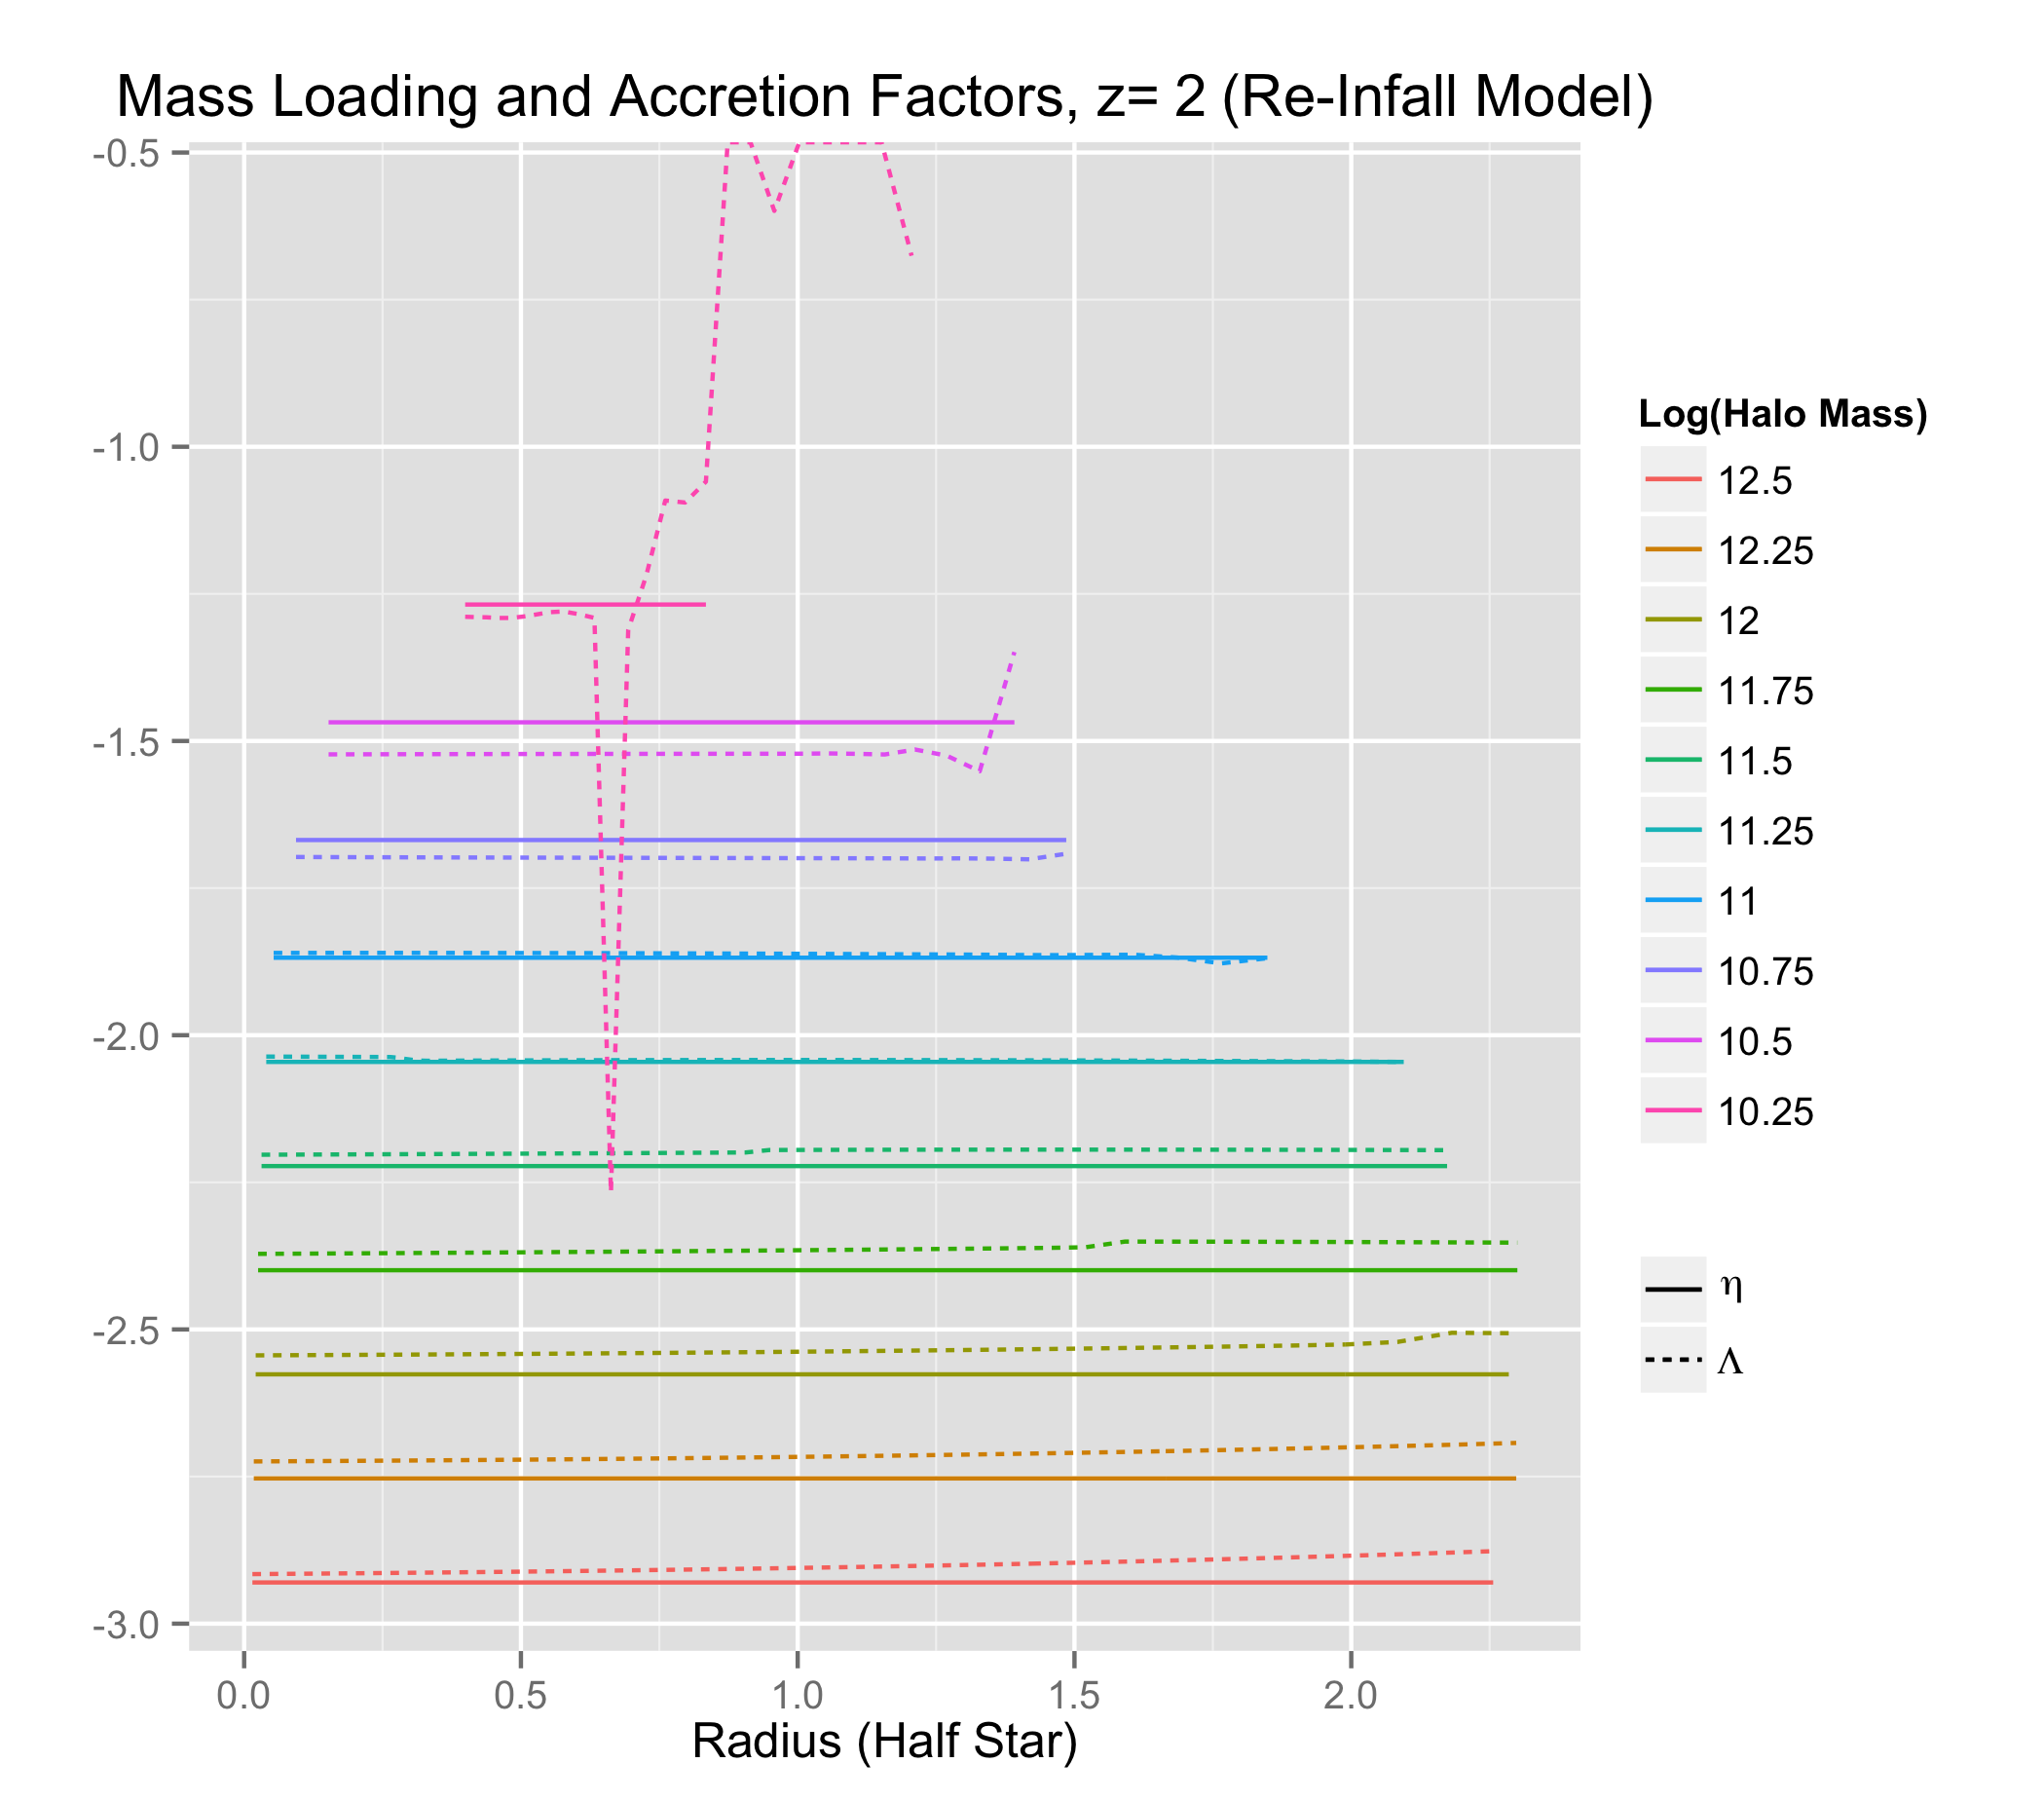 Mass Loading and Accretion Factors, z= 2 (Re-Infall Model)
-0.5
-1.0
-1.5
-2.0
-2.5
-3.0
0.0 0.5 1.0 1.5 2.0
Radius (Half Star)
Log(Halo Mass)
12.5
12.25
12
11.75
11.5
11.25
11
10.75
10.5
10.25
η
Λ